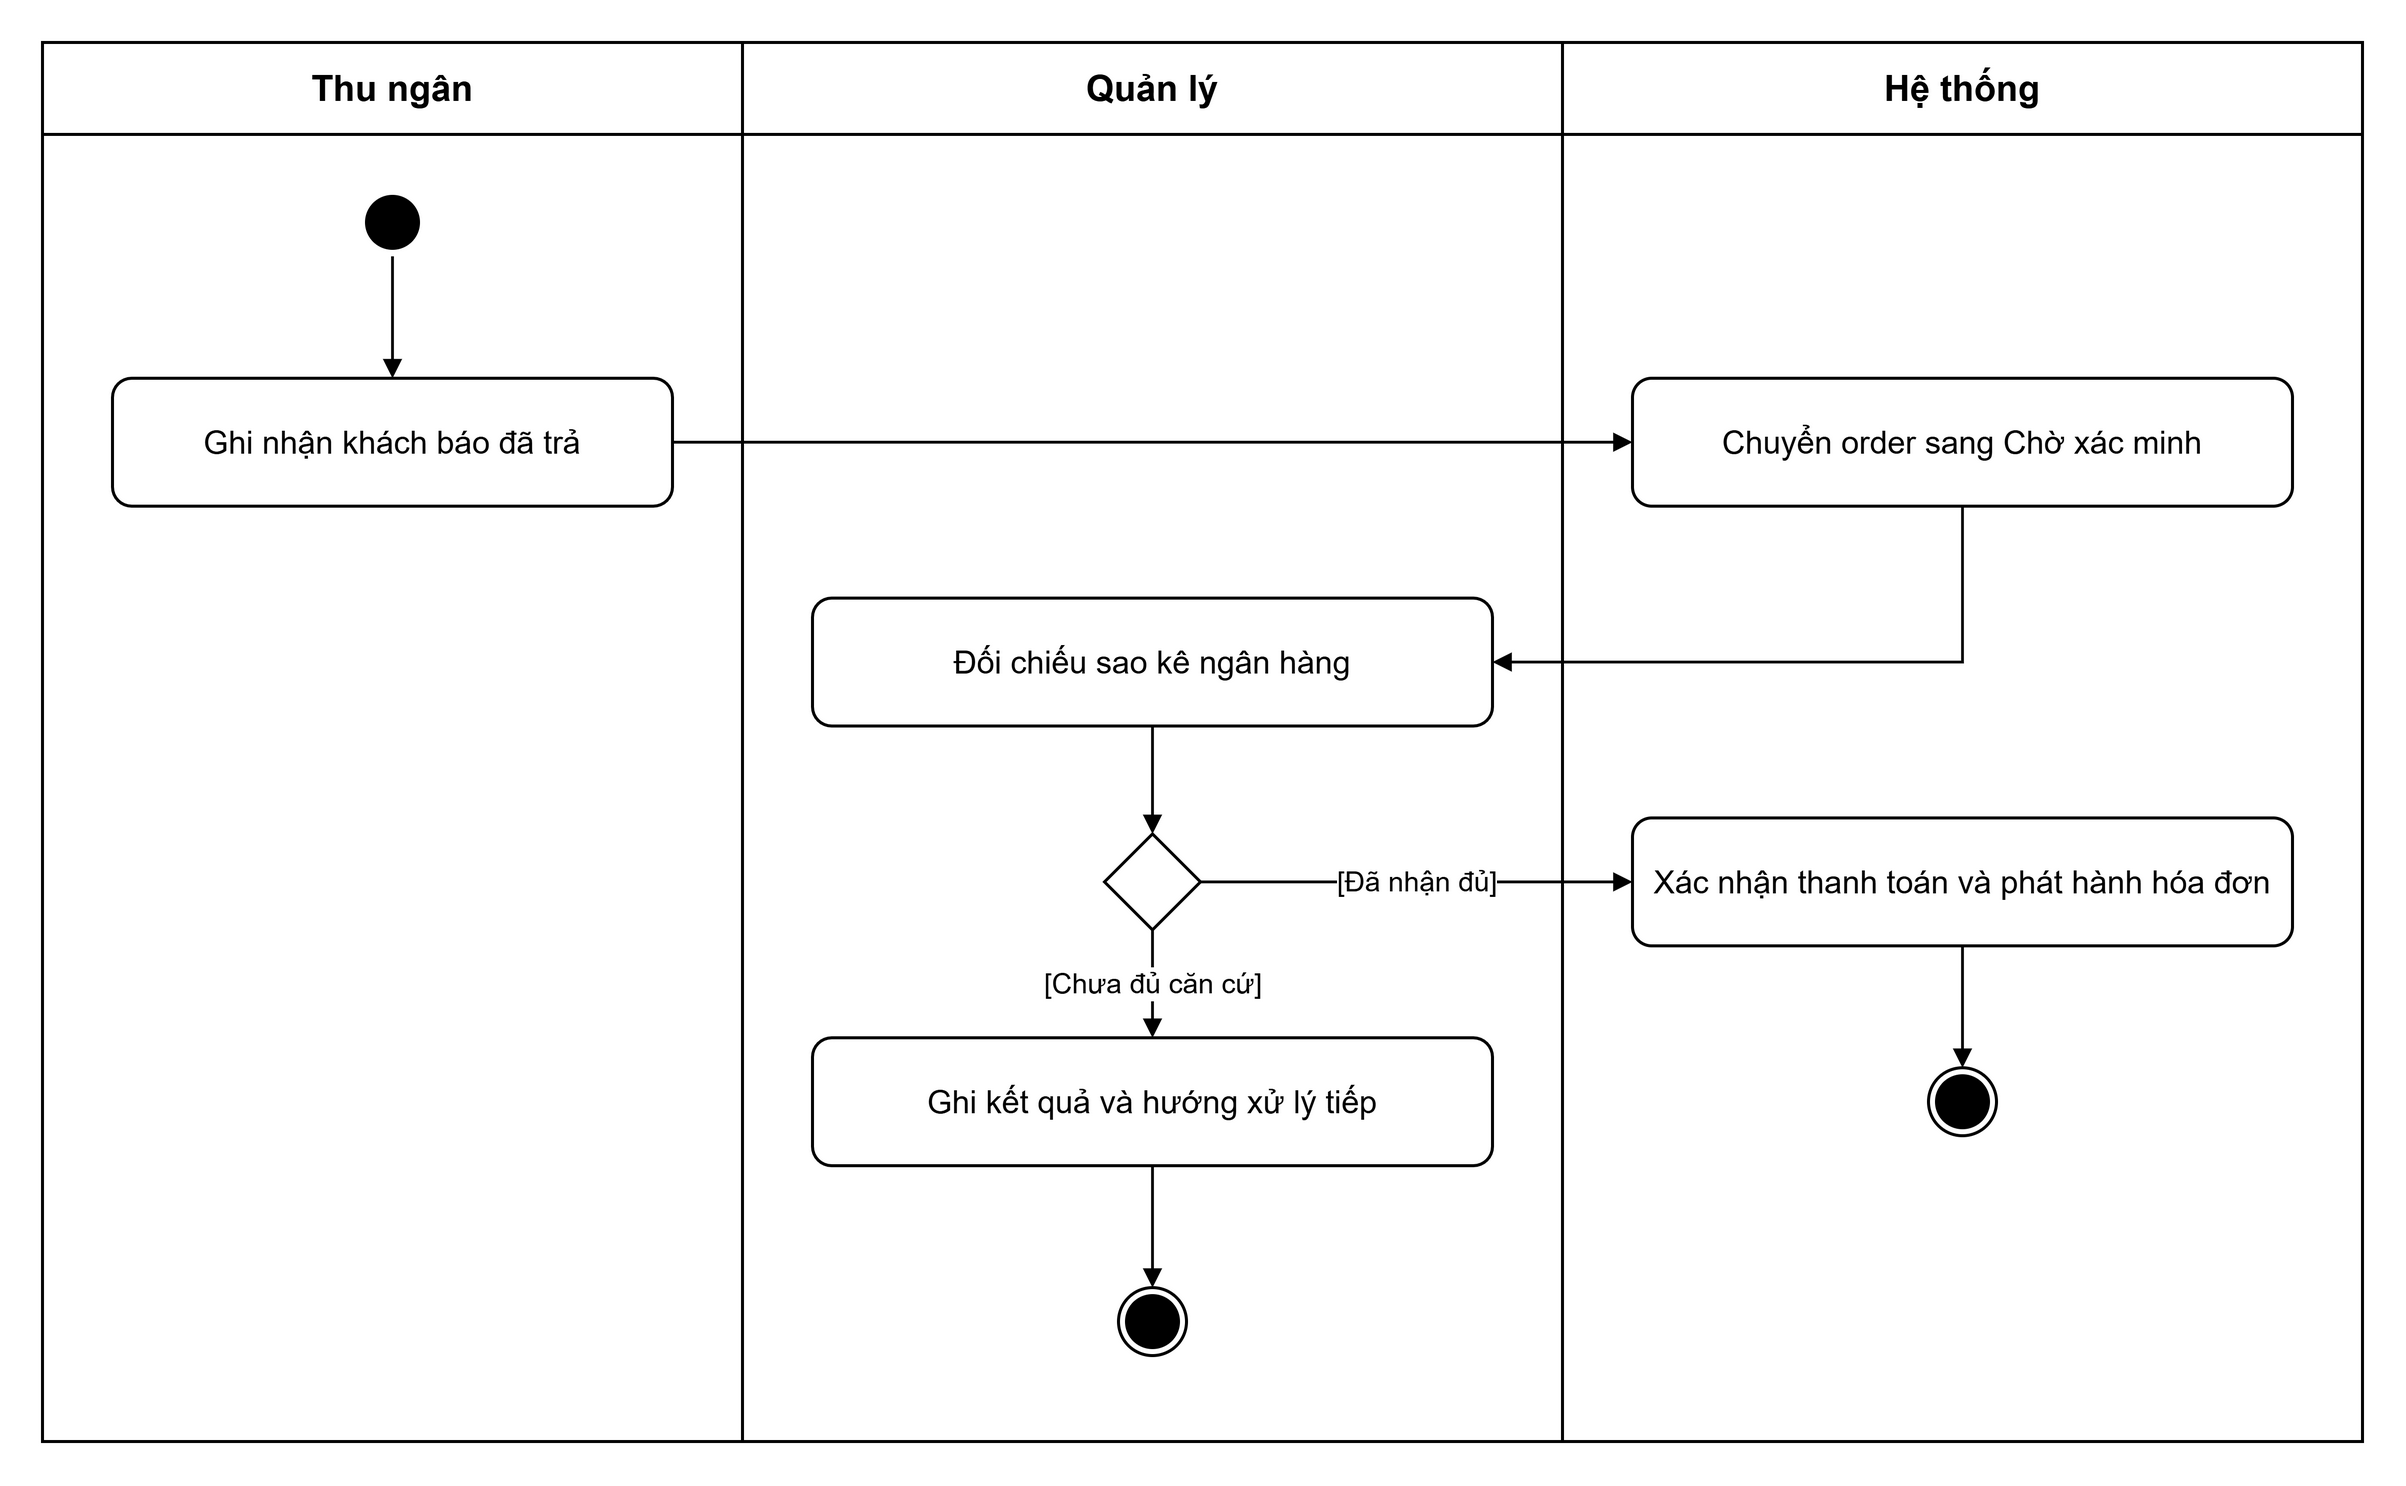 Thu ngân
Quản lý
Hệ thống
Ghi nhận khách báo đã trả
Chuyển order sang Chờ xác minh
Đối chiếu sao kê ngân hàng
[Đã nhận đủ]
Xác nhận thanh toán và phát hành hóa đơn
[Chưa đủ căn cứ]
Ghi kết quả và hướng xử lý tiếp